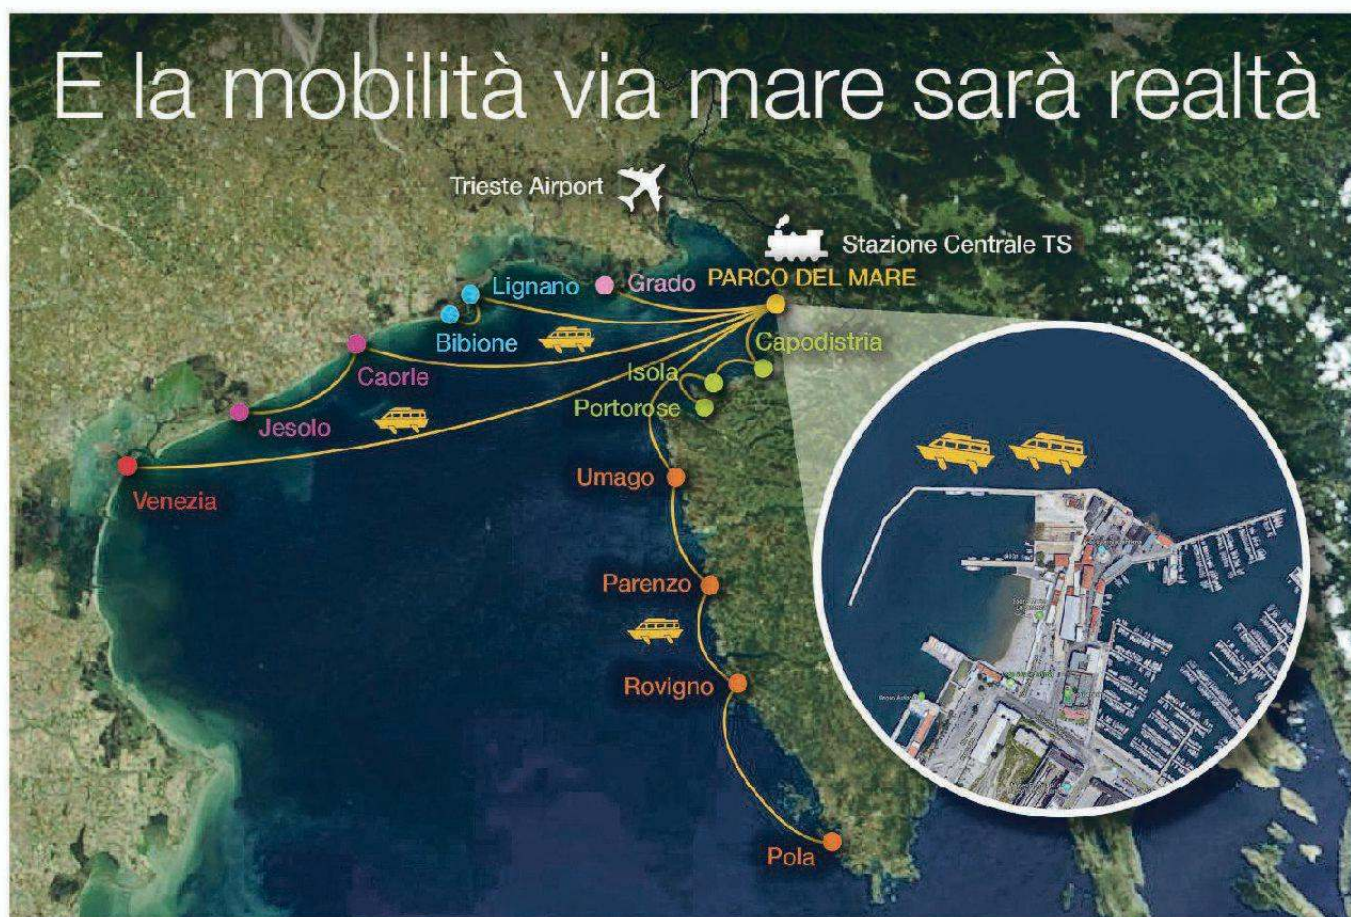 E la mobilità via mare sarà realtà
Trieste Airport
Stazione Centrale TS
PARCO DEL MARE
Lignano
Grado
Bibione
Capodistria
Caorle
Isola
Portorose
Jesolo
Umago
Venezia
Parenzo
Rovigno
Pola